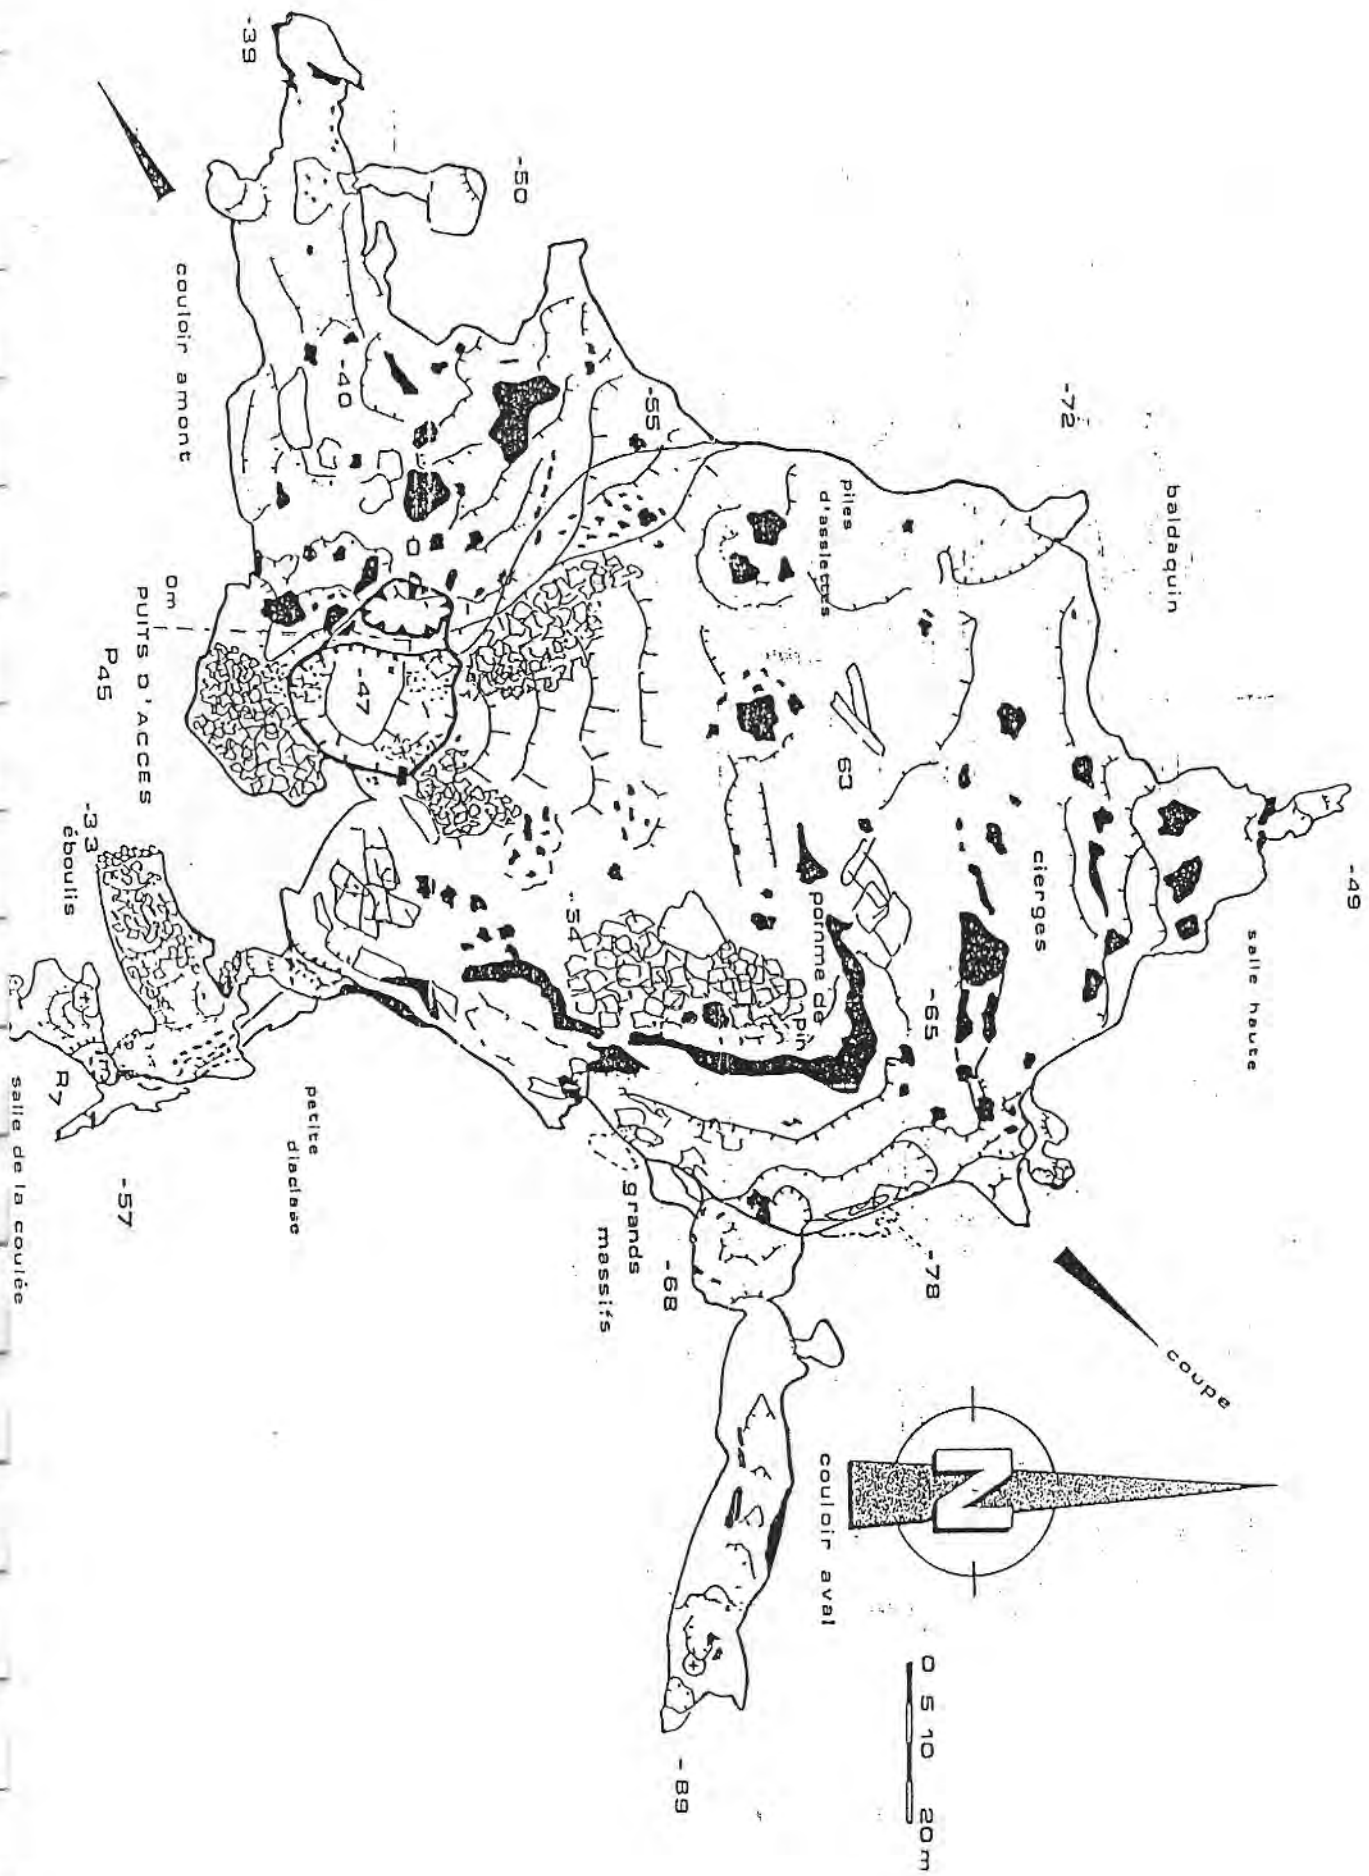 -39
-50
couloir amont
-40
-55
-72
baldaquin
piles
d'assiettes
0
0m
PUITS D'ACCES
P45
-47
63
-49
salle haute
cierges
-33
éboulis
-54
pomme de
pin
-65
R7
salle de la coulée
-57
petite
diaclase
grands
massifs
-68
-78
coupe
N
couloir aval
0 5 10 20m
-89